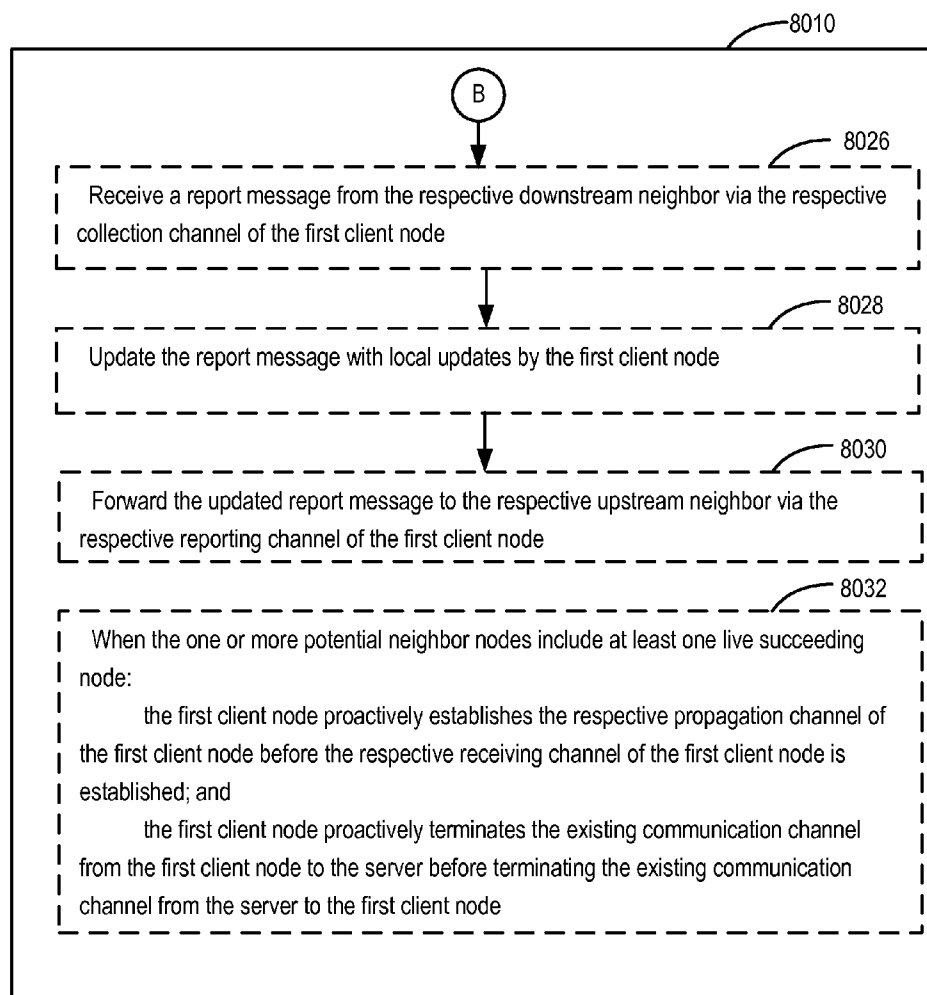 8010
B
8026
Receive a report message from the respective downstream neighbor via the respective
collection channel of the first client node
8028
Update the report message with local updates by the first client node
8030
Forward the updated report message to the respective upstream neighbor via the
respective reporting channel of the first client node
8032
When the one or more potential neighbor nodes include at least one live succeeding
node:
the first client node proactively establishes the respective propagation channel of
the first client node before the respective receiving channel of the first client node is
established; and
the first client node proactively terminates the existing communication channel
from the first client node to the server before terminating the existing communication
channel from the server to the first client node